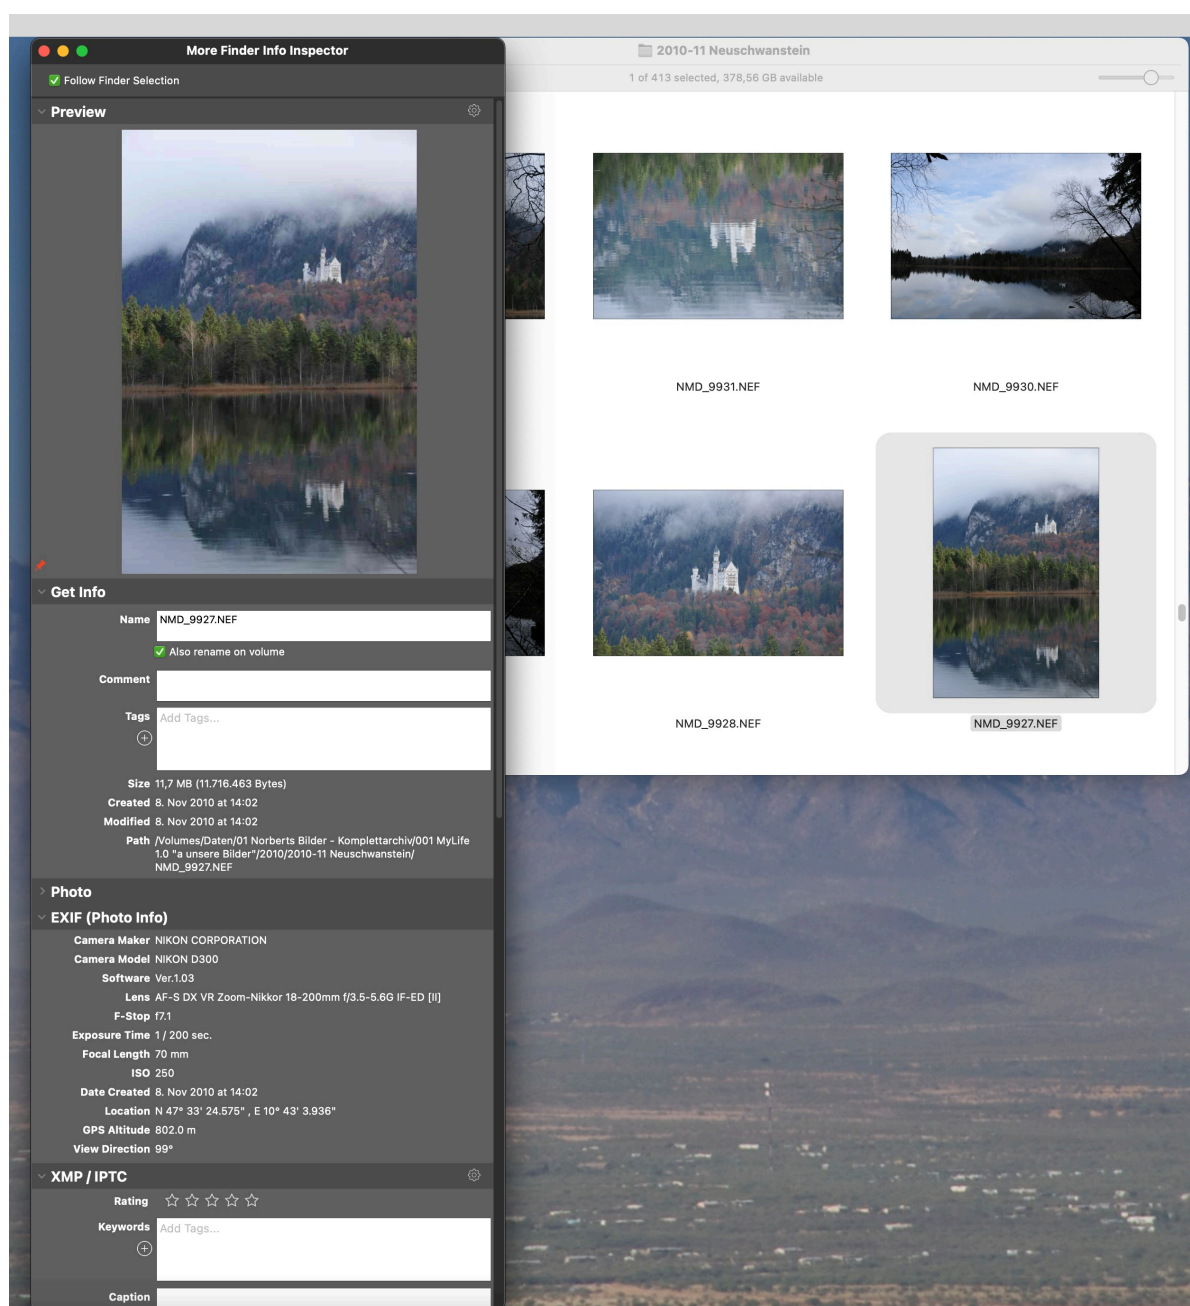 More Finder Info Inspector
2010-11 Neuschwanstein
Follow Finder Selection
1 of 413 selected, 378,56 GB available
Preview
NMD_9931.NEF
NMD_9930.NEF
NMD_9928.NEF
NMD_9927.NEF
Get Info
Name NMD_9927.NEF
Also rename on volume
Comment
Tags Add Tags...
Size 11,7 MB (11.716.463 Bytes)
Created 8. Nov 2010 at 14:02
Modified 8. Nov 2010 at 14:02
Path /Volumes/Daten/01 Norberts Bilder - Komplettarchiv/001 MyLife
1.0 "a unsere Bilder"/2010/2010-11 Neuschwanstein/
NMD_9927.NEF
Photo
EXIF (Photo Info)
Camera Maker NIKON CORPORATION
Camera Model NIKON D300
Software Ver.1.03
Lens AF-S DX VR Zoom-Nikkor 18-200mm f/3.5-5.6G IF-ED [II]
F-Stop f7.1
Exposure Time 1 / 200 sec.
Focal Length 70 mm
ISO 250
Date Created 8. Nov 2010 at 14:02
Location N 47° 33' 24.575" , E 10° 43' 3.936"
GPS Altitude 802.0 m
View Direction 99°
XMP / IPTC
Rating
Keywords Add Tags...
Caption